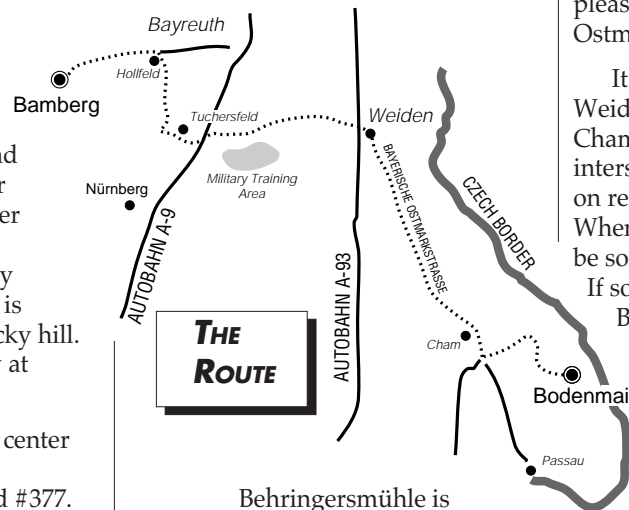 Bayreuth
Hollfeld
Bamberg
Tuchersfeld
Weiden
Military Training
Area
Nürnberg
AUTOBAHN A-9
AUTOBAHN A-93
BAYERISCHE OSTMARKSTRASSE
CZECH BORDER
THE
ROUTE
Cham
Bodenmai
Passau
nd
r
er
y
is
cky hill.
at
center
d #377.
Behringersmühle is
pleas
Ostm
It
Weid
Cham
inters
on re
When
be so
If so
B